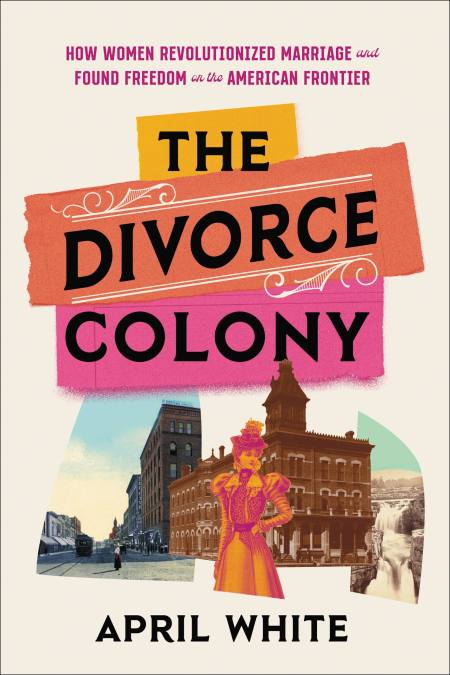 HOW WOMEN REVOLUTIONIZED MARRIAGE and
FOUND FREEDOM on the AMERICAN FRONTIER
THE
DIVORCE
COLONY
APRIL WHITE